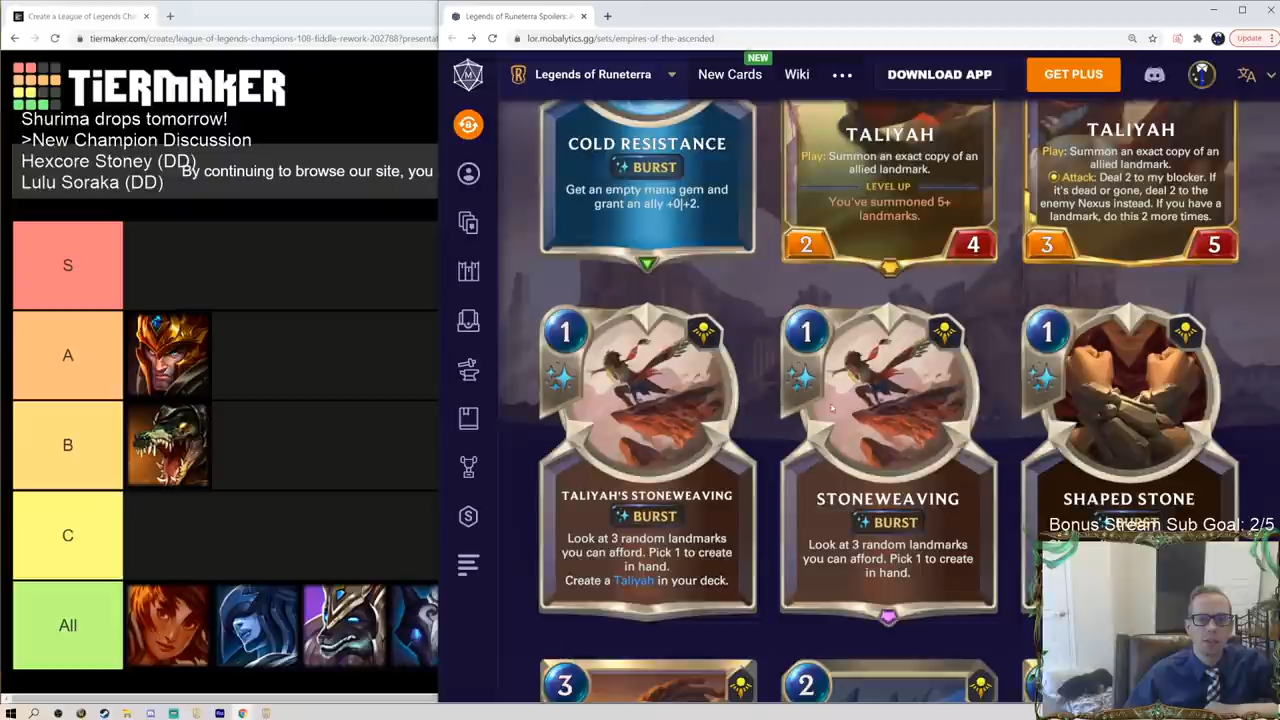 Create a League of Legends Cha
Legends of Runeterra Spoilers: A
tiermaker.com/create/league-of-legends-champions-108-fiddle-rework-202788?presentat
lor.mobalytics.gg/sets/empires-of-the-ascended
Update
TIERMAKER
Shurima drops tomorrow!
>New Champion Discussion
Hexcore Stoney (DD)
Lulu Soraka (DD)
By continuing to browse our site, you
S
A
B
C
All
Legends of Runeterra
NEW
New Cards
Wiki
DOWNLOAD APP
GET PLUS
COLD RESISTANCE
BURST
Get an empty mana gem and
grant an ally +0|+2.
TALIYAH
Play: Summon an exact copy of an
allied landmark.
LEVEL UP
You've summoned 5+
landmarks.
2
4
TALIYAH
Play: Summon an exact copy of an
allied landmark.
Attack: Deal 2 to my blocker. If
it's dead or gone, deal 2 to the
enemy Nexus instead. If you have a
landmark, do this 2 more times.
3
5
1
TALIYAH'S STONEWEAVING
BURST
Look at 3 random landmarks
you can afford. Pick 1 to create
in hand.
Create a Taliyah in your deck.
1
STONEWEAVING
BURST
Look at 3 random landmarks
you can afford. Pick 1 to create
in hand.
1
SHAPED STONE
BURST
Bonus Stream Sub Goal: 2/5
3
2